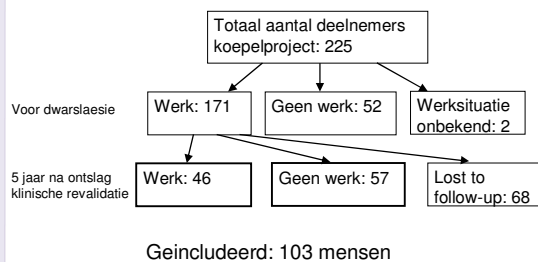 Totaal aantal deelnemers
koepelproject: 225
Voor dwarslaesie
Werk: 171
Geen werk: 52
Werksituatie
onbekend: 2
5 jaar na ontslag
klinische revalidatie
Werk: 46
Geen werk: 57
Lost to
follow-up: 68
Geincludeerd: 103 mensen